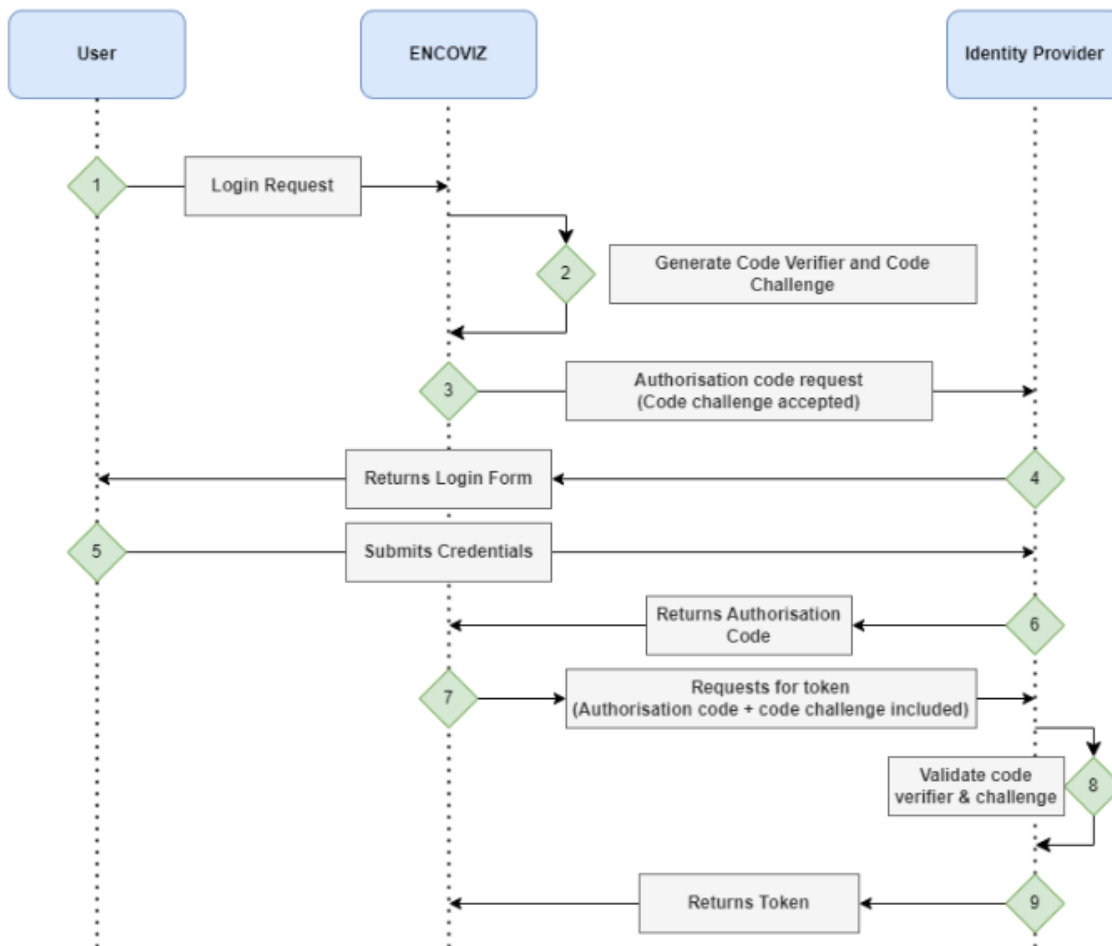 User
ENCOVIZ
Identity Provider
1
Login Request
2
Generate Code Verifier and Code
Challenge
3
Authorisation code request
(Code challenge accepted)
Returns Login Form
4
5
Submits Credentials
Returns Authorisation
Code
6
7
Requests for token
(Authorisation code + code challenge included)
Validate code
verifier & challenge
8
Returns Token
9